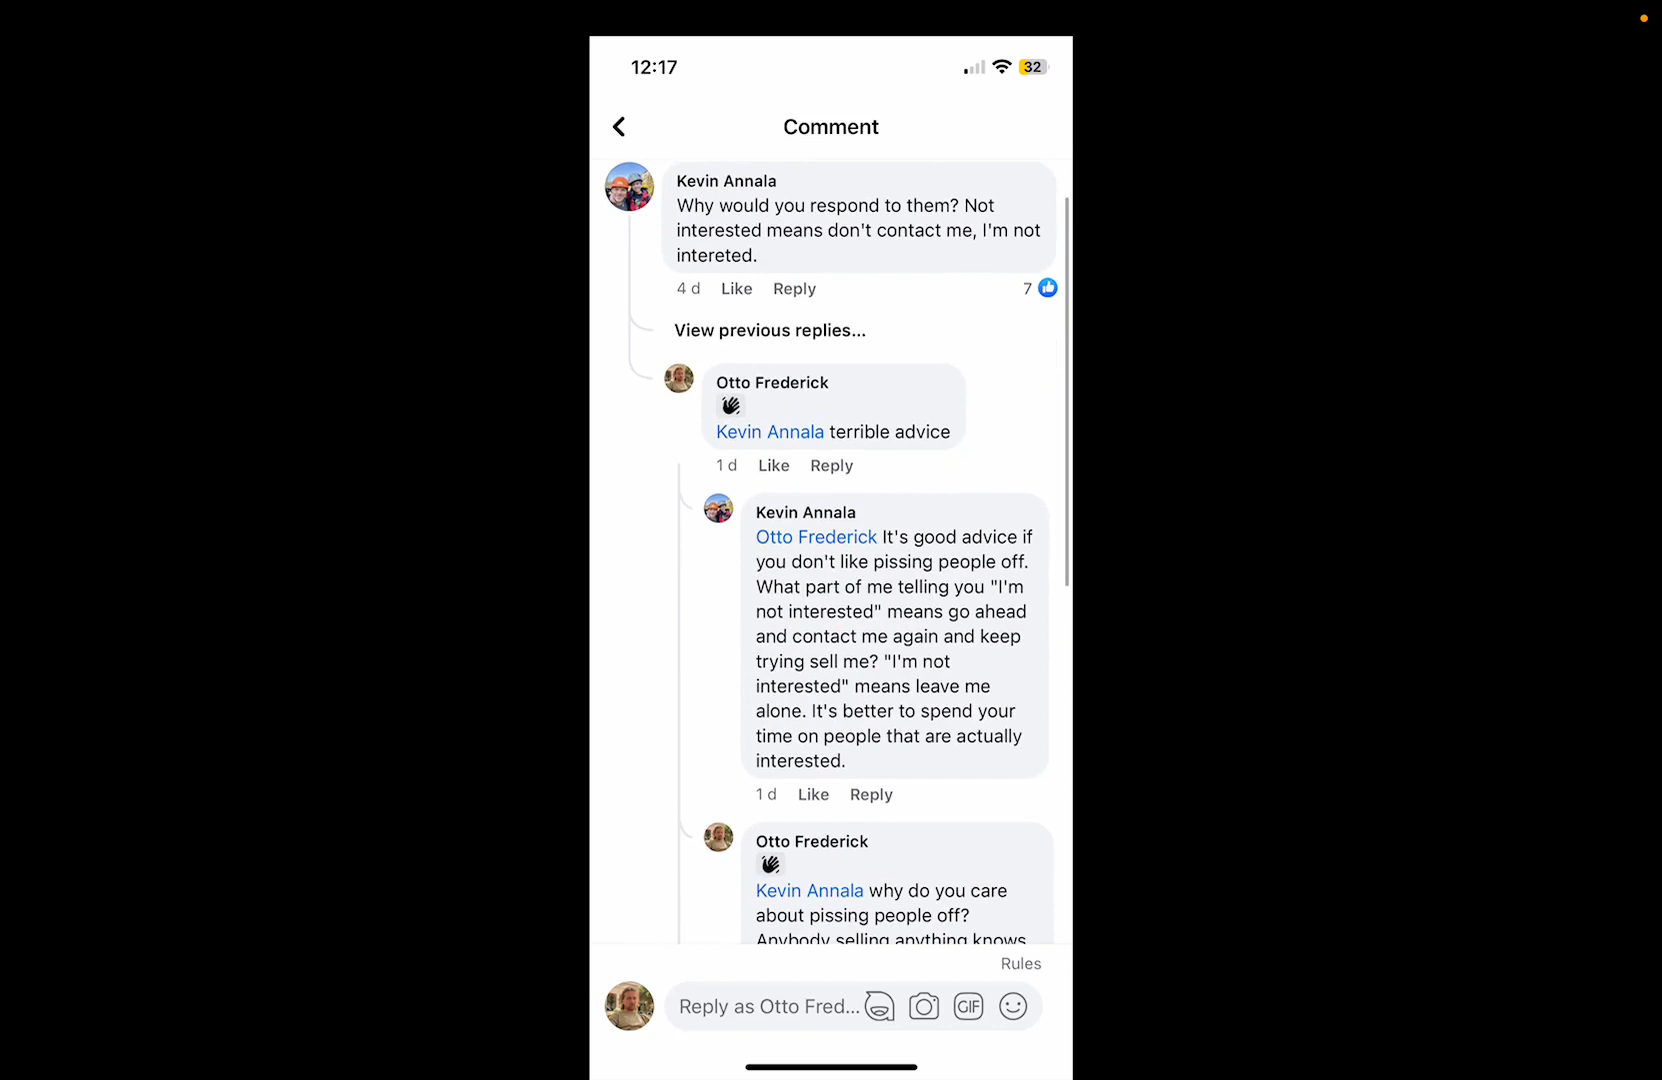 12:17
32
Comment
Kevin Annala
Why would you respond to them? Not
interested means don't contact me, I'm not
intereted.
4 d Like Reply 7
View previous replies...
Otto Frederick
Kevin Annala terrible advice
1 d Like Reply
Kevin Annala
Otto Frederick It's good advice if
you don't like pissing people off.
What part of me telling you "I'm
not interested" means go ahead
and contact me again and keep
trying sell me? "I'm not
interested" means leave me
alone. It's better to spend your
time on people that are actually
interested.
1 d Like Reply
Otto Frederick
Kevin Annala why do you care
about pissing people off?
Anybody selling anything knows
Rules
Reply as Otto Fred...
GIF